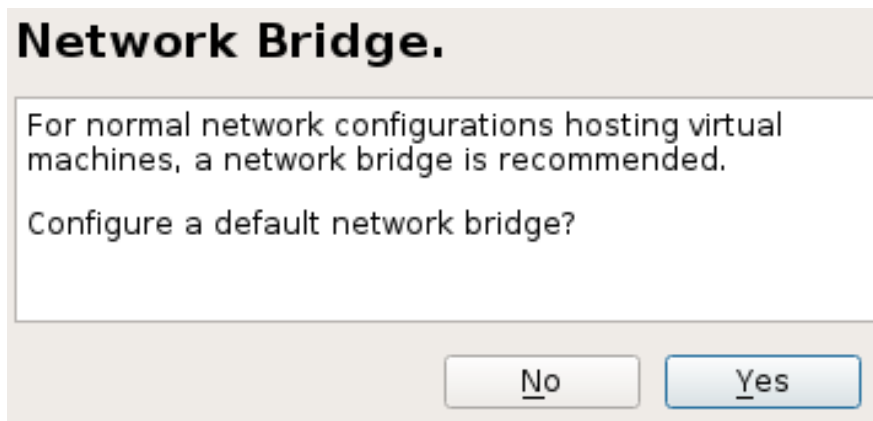 Network Bridge.
For normal network configurations hosting virtual
machines, a network bridge is recommended.
Configure a default network bridge?
No
Yes